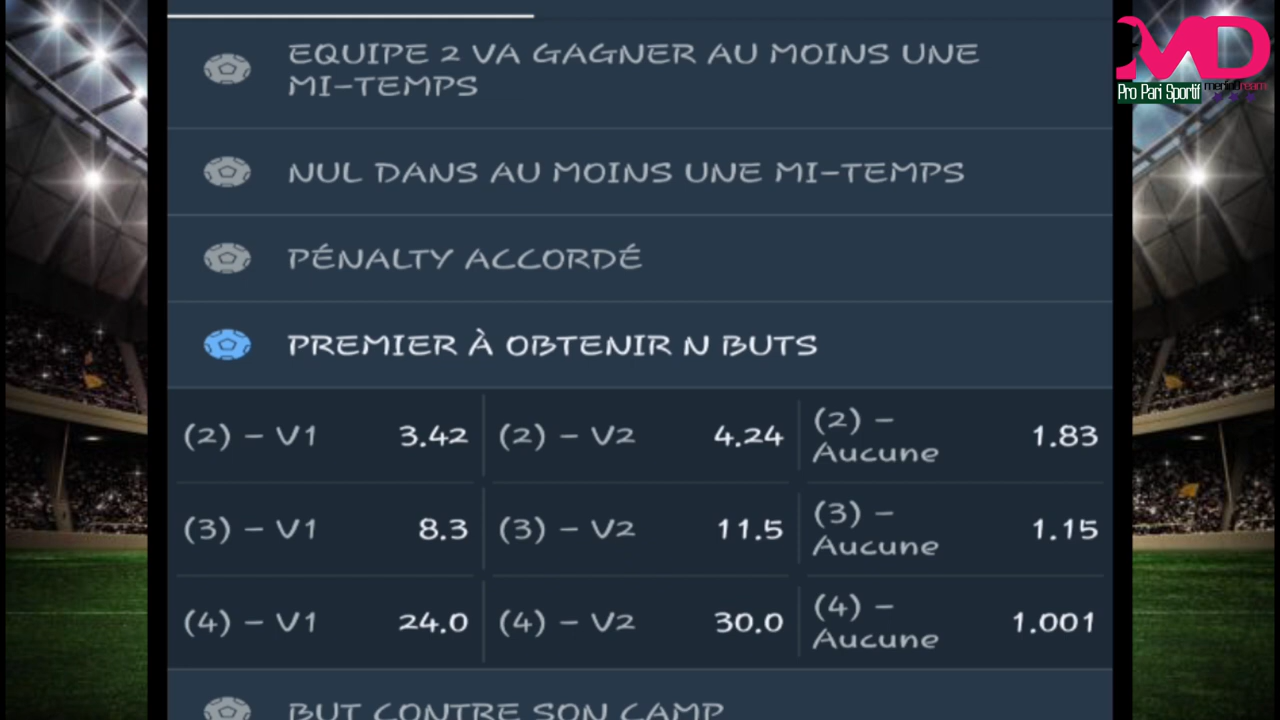 MD
Pro Pari Sportif
EQUIPE 2 VA GAGNER AU MOINS UNE
MI-TEMPS
NUL DANS AU MOINS UNE MI-TEMPS
PÉNALTY ACCORDÉ
PREMIER À OBTENIR N BUTS
(2) - V1 3.42 (2) - V2 4.24 (2) - Aucune 1.83
(3) - V1 8.3 (3) - V2 11.5 (3) - Aucune 1.15
(4) - V1 24.0 (4) - V2 30.0 (4) - Aucune 1.001
BUT CONTRE SON CAMP